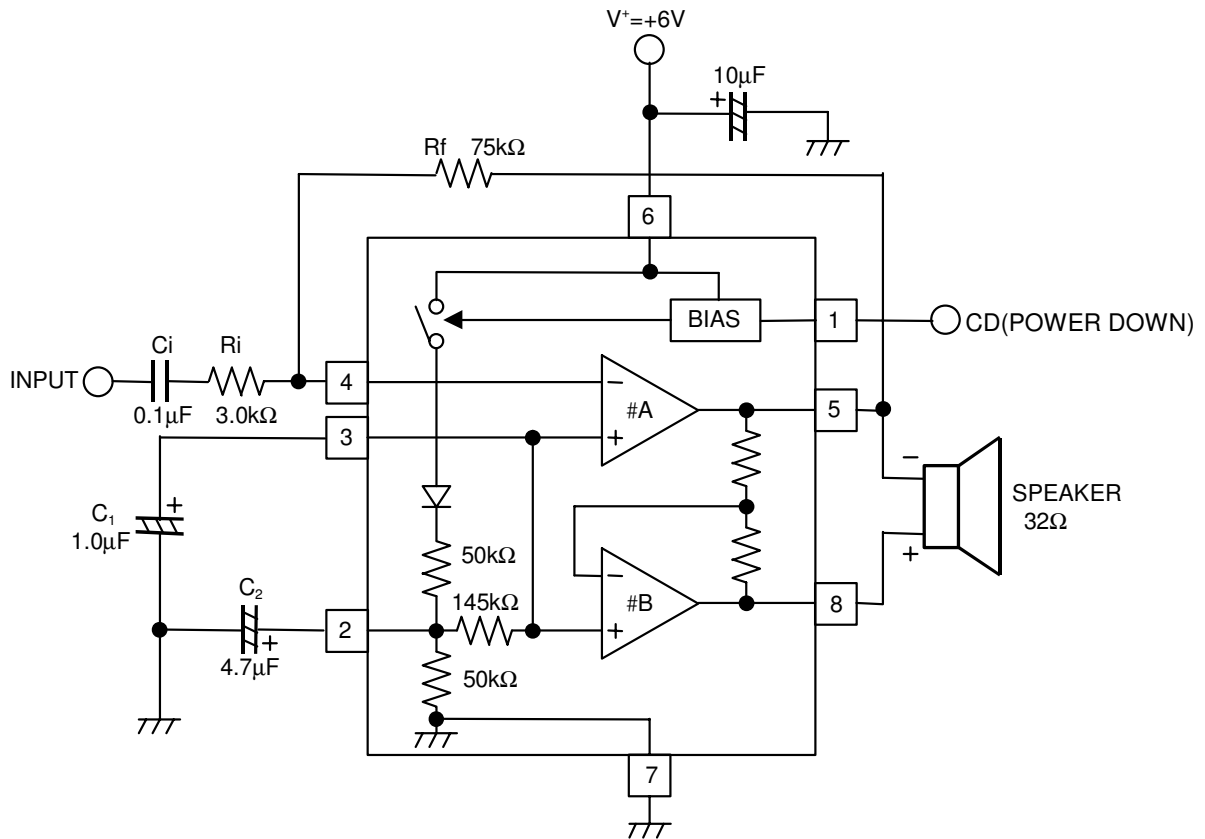 V⁺=+6V
10µF
+
Rf 75kΩ
6
BIAS
1
CD(POWER DOWN)
Ci
Ri
INPUT
0.1µF
3.0kΩ
4
−
#A
+
5
3
C₁
+
1.0µF
−
SPEAKER
32Ω
+
50kΩ
C₂
+
4.7µF
2
145kΩ
−
#B
+
8
50kΩ
7